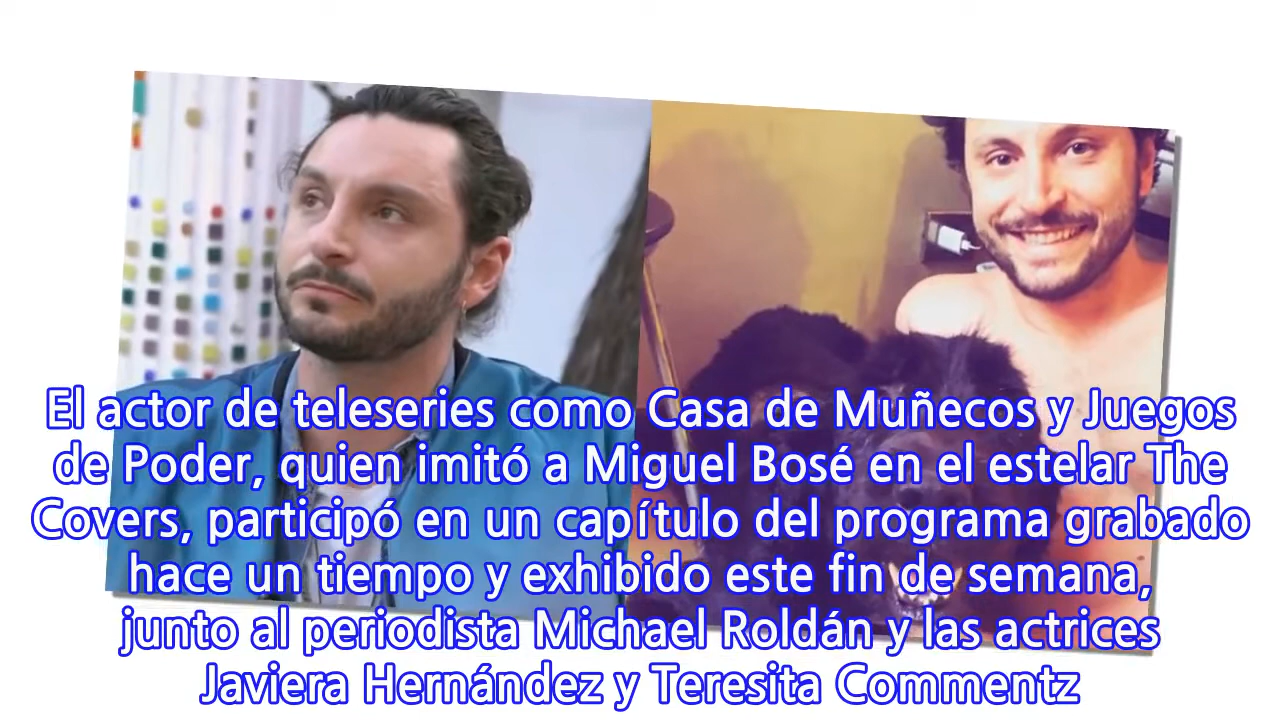 El actor de teleseries como Casa de Muñecos y Juegos
de Poder, quien imitó a Miguel Bosé en el estelar The
Covers, participó en un capítulo del programa grabado
hace un tiempo y exhibido este fin de semana,
junto al periodista Michael Roldán y las actrices
Javiera Hernández y Teresita Commentz